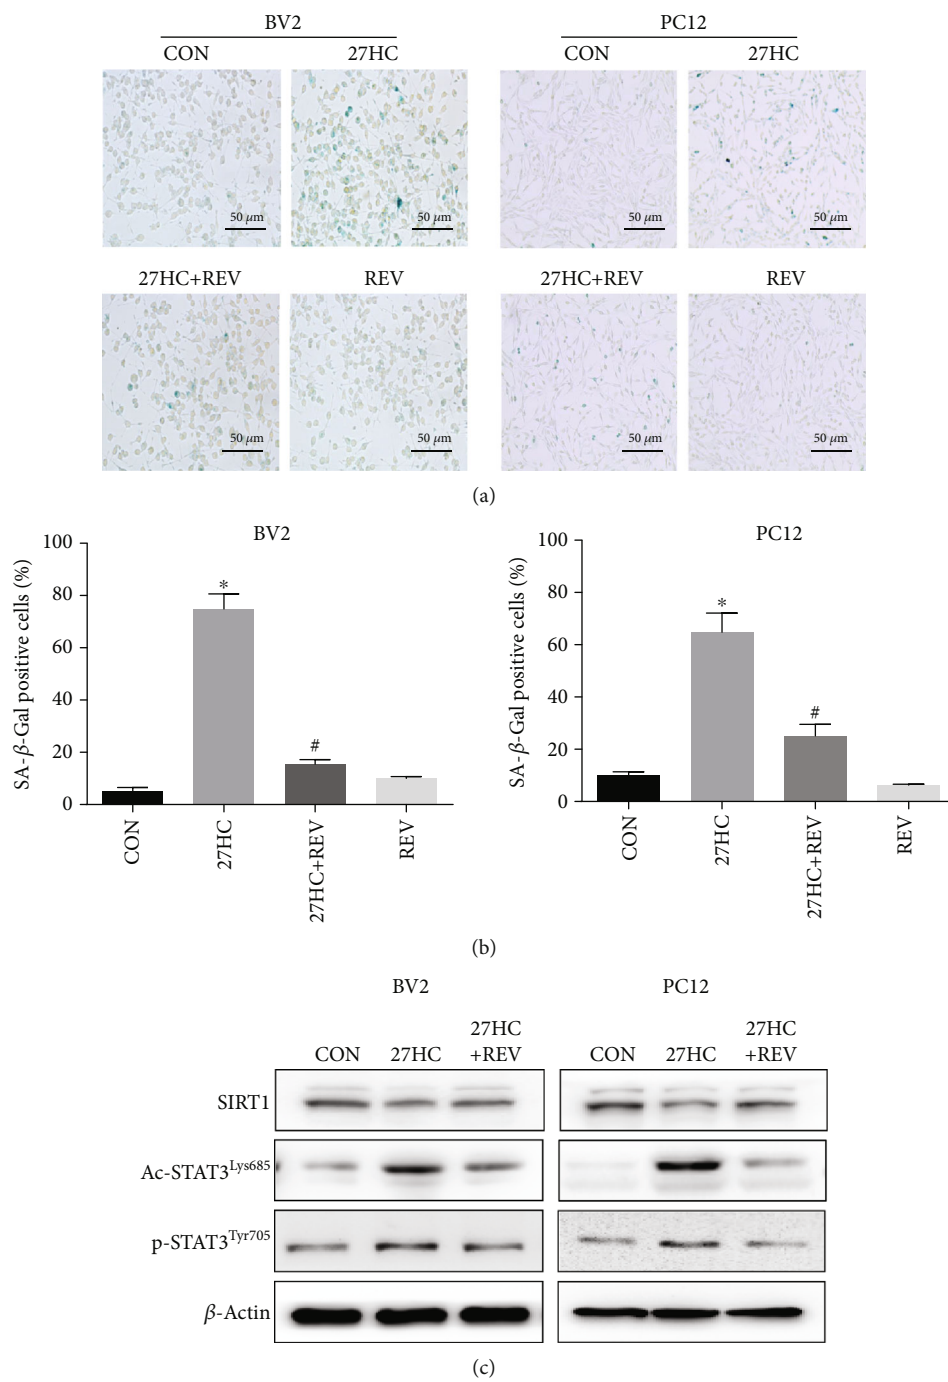 BV2 PC12
CON 27HC CON 27HC
50 μm 50 μm 50 μm 50 μm
27HC+REV REV 27HC+REV REV
50 μm 50 μm 50 μm 50 μm
(a)
BV2
SA-β-Gal positive cells (%)
100
80
60
40
20
0
*
#
CON
27HC
27HC+REV
REV
PC12
SA-β-Gal positive cells (%)
100
80
60
40
20
0
*
#
CON
27HC
27HC+REV
REV
(b)
BV2 PC12
CON 27HC 27HC +REV CON 27HC 27HC +REV
SIRT1
Ac-STAT3Lys685
p-STAT3Tyr705
β-Actin
(c)